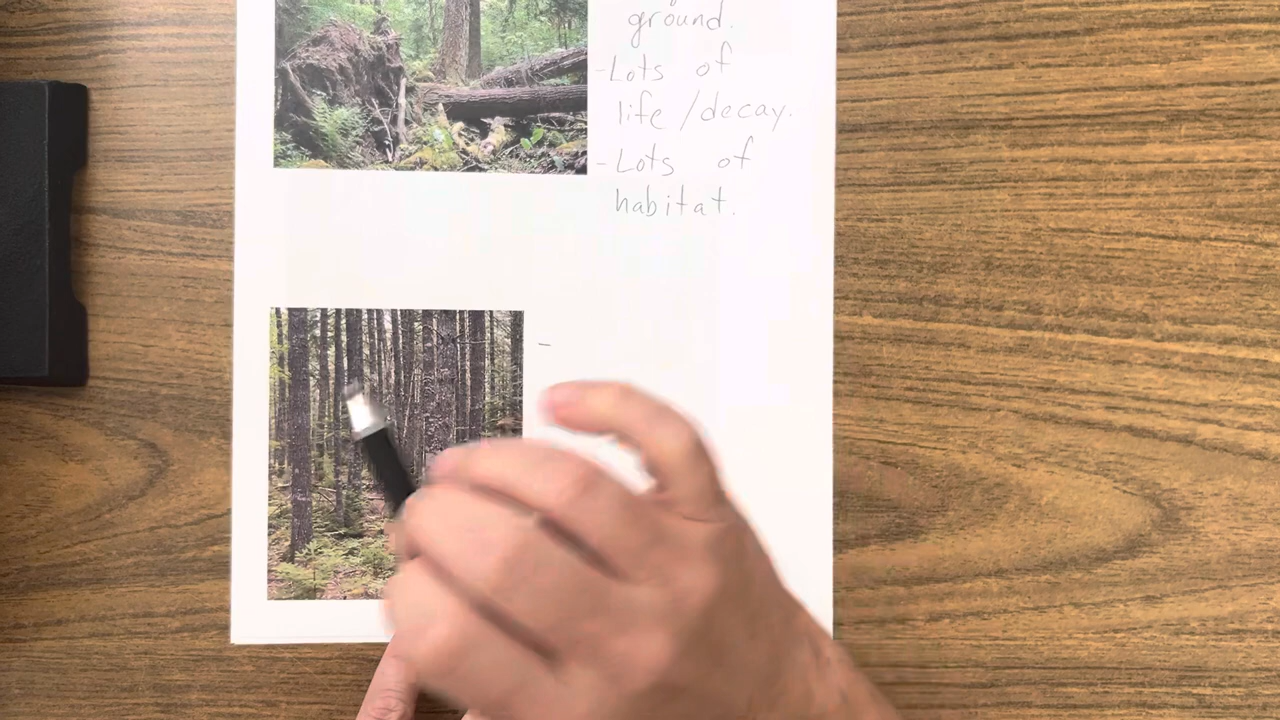 ground.
-Lots of
life/decay.
-Lots of
habitat.
-